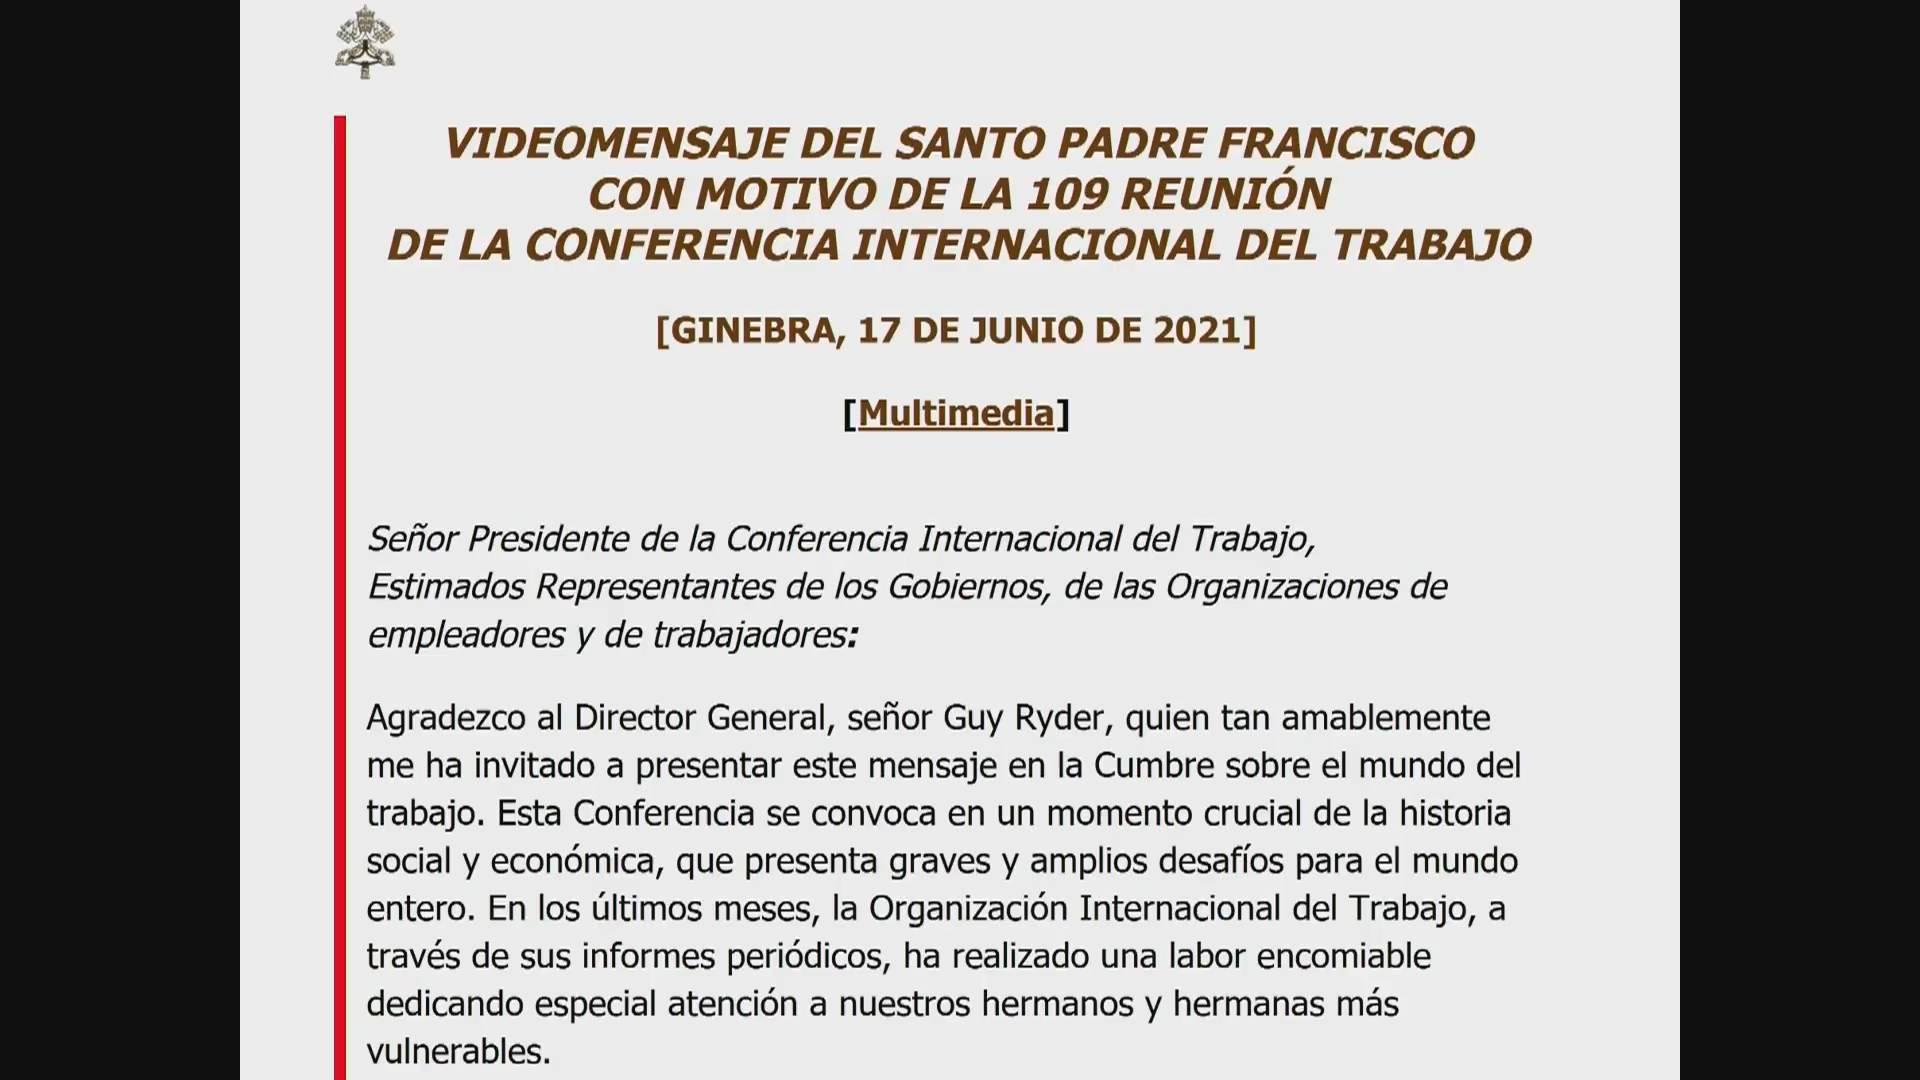 VIDEOMENSAJE DEL SANTO PADRE FRANCISCO
CON MOTIVO DE LA 109 REUNIÓN
DE LA CONFERENCIA INTERNACIONAL DEL TRABAJO
[GINEBRA, 17 DE JUNIO DE 2021]
[Multimedia]
Señor Presidente de la Conferencia Internacional del Trabajo,
Estimados Representantes de los Gobiernos, de las Organizaciones de
empleadores y de trabajadores:
Agradezco al Director General, señor Guy Ryder, quien tan amablemente
me ha invitado a presentar este mensaje en la Cumbre sobre el mundo del
trabajo. Esta Conferencia se convoca en un momento crucial de la historia
social y económica, que presenta graves y amplios desafíos para el mundo
entero. En los últimos meses, la Organización Internacional del Trabajo, a
través de sus informes periódicos, ha realizado una labor encomiable
dedicando especial atención a nuestros hermanos y hermanas más
vulnerables.